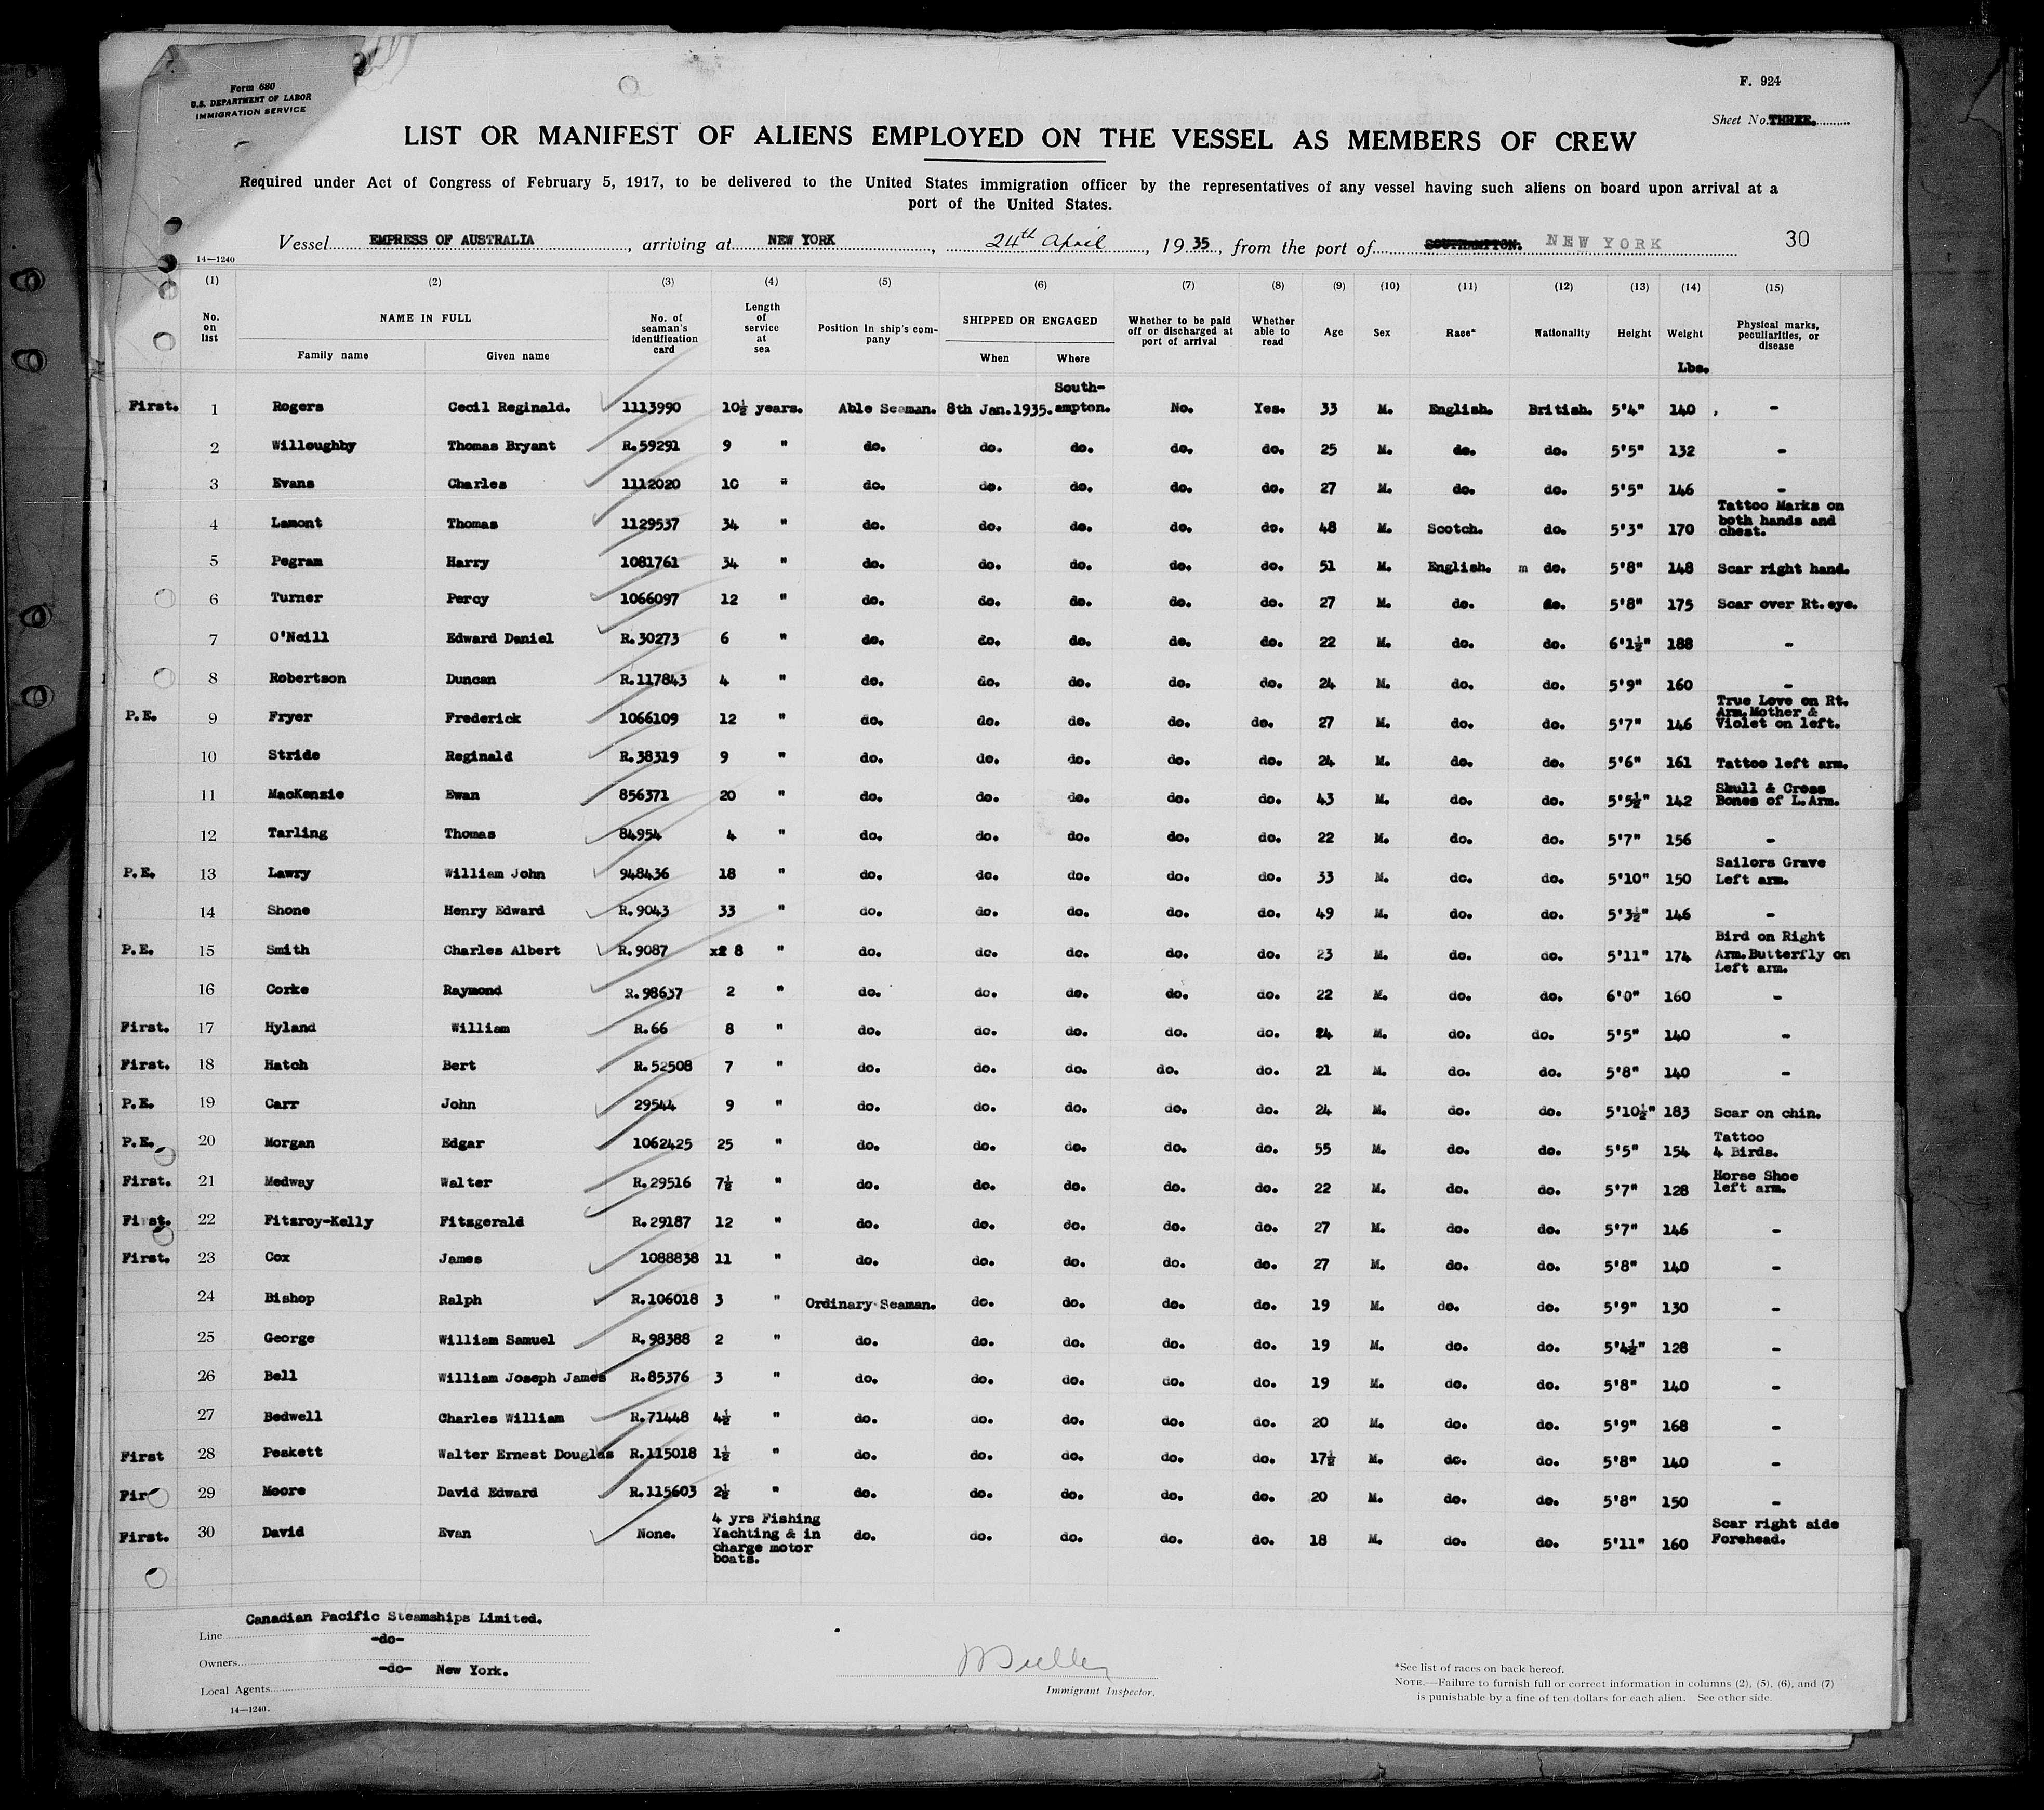 Form 680
U.S. DEPARTMENT OF LABOR
IMMIGRATION SERVICE
F. 924
Sheet No. THREE.
LIST OR MANIFEST OF ALIENS EMPLOYED ON THE VESSEL AS MEMBERS OF CREW
Required under Act of Congress of February 5, 1917, to be delivered to the United States immigration officer by the representatives of any vessel having such aliens on board upon arrival at a
port of the United States.
Vessel EMPRESS OF AUSTRALIA, arriving at NEW YORK, 24th April, 1935, from the port of SOUTHAMPTON. NEW YORK 30
14—1240
(1) (2) (3) (4) (5) (6) (7) (8) (9) (10) (11) (12) (13) (14) (15)
No. on list NAME IN FULL Family name Given name No. of seaman's identification card Length of service at sea Position in ship's company SHIPPED OR ENGAGED When Where Whether to be paid off or discharged at port of arrival Whether able to read Age Sex Race* Nationality Height Weight Lbs. Physical marks, peculiarities, or disease
First. 1 Rogers Cecil Reginald. 1113990 10½ years. Able Seaman. 8th Jan.1935. South-ampton. No. Yes. 33 M. English. British. 5'4" 140 -
2 Willoughby Thomas Bryant R.59291 9 " do. do. do. do. do. 25 M. do. do. 5'5" 132 -
3 Evans Charles 1112020 10 " do. do. do. do. do. 27 M. do. do. 5'5" 146 -
4 Lamont Thomas 1129537 34 " do. do. do. do. do. 48 M. Scotch. do. 5'3" 170 Tattoo Marks on both hands and chest.
5 Pegram Harry 1081761 34 " do. do. do. do. do. 51 M. English. m do. 5'8" 148 Scar right hand.
6 Turner Percy 1066097 12 " do. do. do. do. do. 27 M. do. do. 5'8" 175 Scar over Rt.eye.
7 O'Neill Edward Daniel R.30273 6 " do. do. do. do. do. 22 M. do. do. 6'1½" 188 -
8 Robertson Duncan R.117843 4 " do. do. do. do. do. 24 M. do. do. 5'9" 160 -
P.E. 9 Fryer Frederick 1066109 12 " do. do. do. do. do. 27 M. do. do. 5'7" 146 True Love on Rt. Arm.Mother & Violet on left.
10 Stride Reginald R.38319 9 " do. do. do. do. do. 24 M. do. do. 5'6" 161 Tattoo left arm.
11 MacKenzie Ewan 856371 20 " do. do. do. do. do. 43 M. do. do. 5'5½" 142 Skull & Cross Bones of L.Arm.
12 Tarling Thomas 84954 4 " do. do. do. do. do. 22 M. do. do. 5'7" 156 -
P.E. 13 Lawry William John 948436 18 " do. do. do. do. do. 33 M. do. do. 5'10" 150 Sailors Grave Left arm.
14 Shone Henry Edward R.9043 33 " do. do. do. do. do. 49 M. do. do. 5'3½" 146 -
P.E. 15 Smith Charles Albert R.9087 x2 8 " do. do. do. do. do. 23 M. do. do. 5'11" 174 Bird on Right Arm.Butterfly on Left arm.
16 Corke Raymond R.98637 2 " do. do. do. do. do. 22 M. do. do. 6'0" 160 -
First. 17 Hyland William R.66 8 " do. do. do. do. do. 24 M. do. do. 5'5" 140 -
First. 18 Hatch Bert R.52508 7 " do. do. do. do. do. 21 M. do. do. 5'8" 140 -
P.E. 19 Carr John 29544 9 " do. do. do. do. do. 24 M. do. do. 5'10½" 183 Scar on chin.
P.E. 20 Morgan Edgar 1062425 25 " do. do. do. do. do. 55 M. do. do. 5'5" 154 Tattoo 4 Birds.
First. 21 Medway Walter R.29516 7½ " do. do. do. do. do. 22 M. do. do. 5'7" 128 Horse Shoe left arm.
First. 22 Fitzroy-Kelly Fitzgerald R.29187 12 " do. do. do. do. do. 27 M. do. do. 5'7" 146 -
First. 23 Cox James 1088838 11 " do. do. do. do. do. 27 M. do. do. 5'8" 140 -
24 Bishop Ralph R.106018 3 " Ordinary Seaman. do. do. do. do. 19 M. do. do. 5'9" 130 -
25 George William Samuel R.98388 2 " do. do. do. do. do. 19 M. do. do. 5'4½" 128 -
26 Bell William Joseph James R.85376 3 " do. do. do. do. do. 19 M. do. do. 5'8" 140 -
27 Bedwell Charles William R.71448 4½ " do. do. do. do. do. 20 M. do. do. 5'9" 168 -
First 28 Peskett Walter Ernest Douglas R.115018 1½ " do. do. do. do. do. 17½ M. do. do. 5'8" 140 -
Fir 29 Moore David Edward R.115603 2½ " do. do. do. do. do. 20 M. do. do. 5'8" 150 -
First. 30 David Evan None. 4 yrs Fishing Yachting & in charge motor boats. do. do. do. do. do. 18 M. do. do. 5'11" 160 Scar right side Forehead.
Line Canadian Pacific Steamships Limited.
Owners -do-
Local Agents -do- New York.
14—1240.
Immigrant Inspector.
*See list of races on back hereof.
NOTE.—Failure to furnish full or correct information in columns (2), (5), (6), and (7)
is punishable by a fine of ten dollars for each alien. See other side.